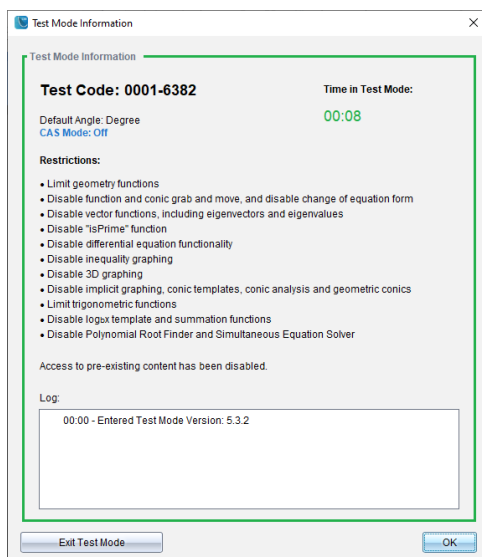 Test Mode Information
Test Mode Information
Test Code: 0001-6382
Time in Test Mode:
00:08
Default Angle: Degree
CAS Mode: Off
Restrictions:
• Limit geometry functions
• Disable function and conic grab and move, and disable change of equation form
• Disable vector functions, including eigenvectors and eigenvalues
• Disable "isPrime" function
• Disable differential equation functionality
• Disable inequality graphing
• Disable 3D graphing
• Disable implicit graphing, conic templates, conic analysis and geometric conics
• Limit trigonometric functions
• Disable logbx template and summation functions
• Disable Polynomial Root Finder and Simultaneous Equation Solver
Access to pre-existing content has been disabled.
Log:
00:00 - Entered Test Mode Version: 5.3.2
Exit Test Mode
OK